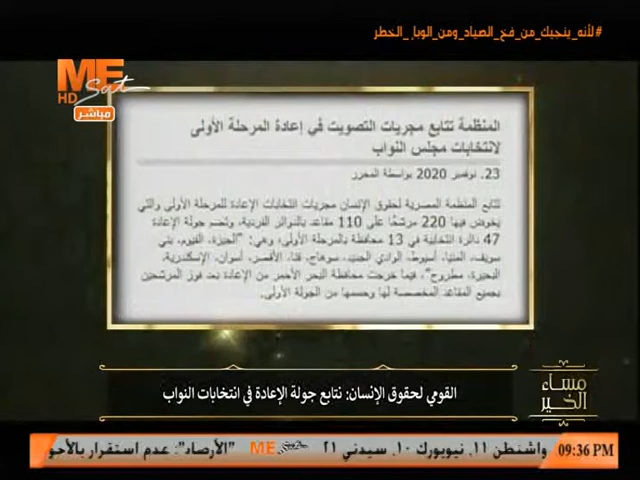 #لأنه_ينجيك_من_فخ_الصياد_ومن_الوبا_الخطر
ME Sat
HD
مباشر
المنظمة تتابع مجريات التصويت في إعادة المرحلة الأولى
لانتخابات مجلس النواب
23. نوفمبر 2020 بواسطة المحرر
تتابع المنظمة المصرية لحقوق الإنسان مجريات انتخابات الإعادة للمرحلة الأولى والتي
يخوض فيها 220 مرشحًا على 110 مقاعد بالدوائر الفردية، وتضم جولة الإعادة
47 دائرة انتخابية في 13 محافظة بالمرحلة الأولى، وهي: "الجيزة، الفيوم، بني
سويف، المنيا، أسيوط، الوادي الجديد، سوهاج، قنا، الأقصر، أسوان، الإسكندرية،
البحيرة، مطروح"، فيما خرجت محافظة البحر الأحمر من الإعادة بعد فوز المرشحين
بجميع المقاعد المخصصة لها وحسمها من الجولة الأولى.
القومي لحقوق الإنسان: نتابع جولة الإعادة في انتخابات النواب
مساء
الخير
واشنطن ١١, نيويورك ١٠, سيدني ٢١ ME Sat "الأرصاد": عدم استقرار بالأحو
09:36 PM